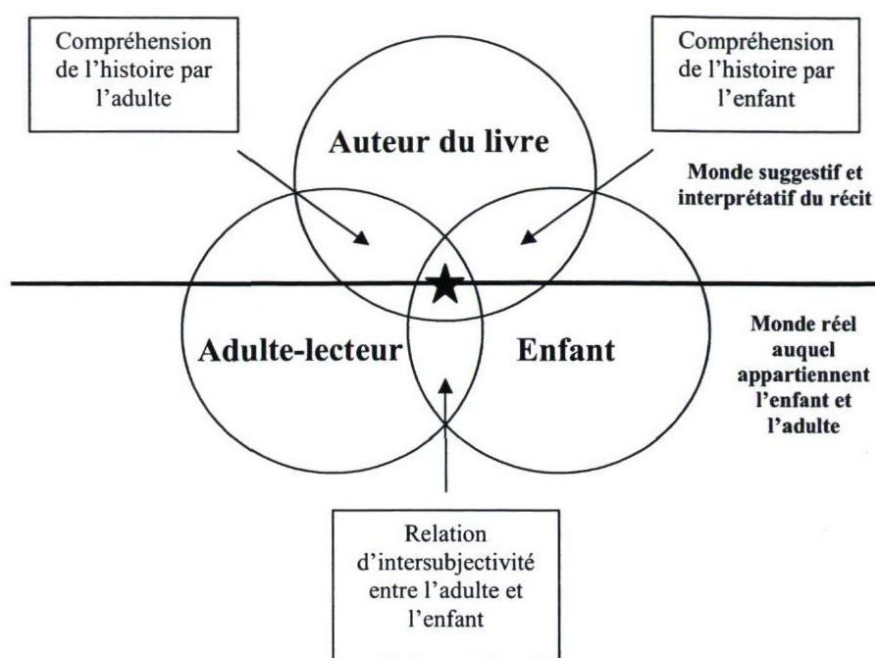 Compréhension
de l'histoire par
l'adulte
Compréhension
de l'histoire par
l'enfant
Auteur du livre
Monde suggestif et
interprétatif du récit
Adulte-lecteur
Enfant
Monde réel
auquel
appartiennent
l'enfant et
l'adulte
Relation
d'intersubjectivité
entre l'adulte et
l'enfant